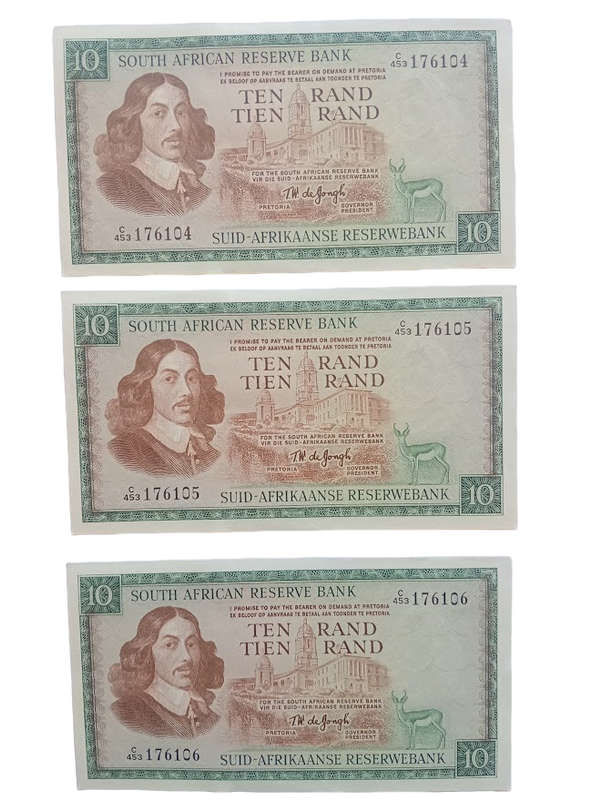 10 SOUTH AFRICAN RESERVE BANK C/453 176104
I PROMISE TO PAY THE BEARER ON DEMAND AT PRETORIA
EK BELOOF OP AANVRAAG TE BETAAL AAN TOONDER TE PRETORIA
TEN RAND
TIEN RAND
FOR THE SOUTH AFRICAN RESERVE BANK
VIR DIE SUID-AFRIKAANSE RESERWEBANK
T.W. de Jongh
PRETORIA GOVERNOR
PRESIDENT
C/453 176104 SUID-AFRIKAANSE RESERWEBANK 10
10 SOUTH AFRICAN RESERVE BANK C/453 176105
I PROMISE TO PAY THE BEARER ON DEMAND AT PRETORIA
EK BELOOF OP AANVRAAG TE BETAAL AAN TOONDER TE PRETORIA
TEN RAND
TIEN RAND
FOR THE SOUTH AFRICAN RESERVE BANK
VIR DIE SUID-AFRIKAANSE RESERWEBANK
T.W. de Jongh
PRETORIA GOVERNOR
PRESIDENT
C/453 176105 SUID-AFRIKAANSE RESERWEBANK 10
10 SOUTH AFRICAN RESERVE BANK C/453 176106
I PROMISE TO PAY THE BEARER ON DEMAND AT PRETORIA
EK BELOOF OP AANVRAAG TE BETAAL AAN TOONDER TE PRETORIA
TEN RAND
TIEN RAND
FOR THE SOUTH AFRICAN RESERVE BANK
VIR DIE SUID-AFRIKAANSE RESERWEBANK
T.W. de Jongh
PRETORIA GOVERNOR
PRESIDENT
C/453 176106 SUID-AFRIKAANSE RESERWEBANK 10